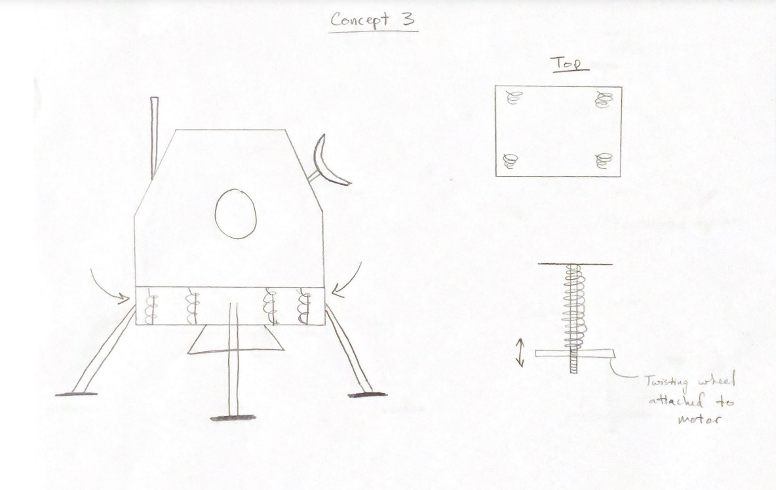 Concept 3
Top
Twisting wheel
attached to
motor